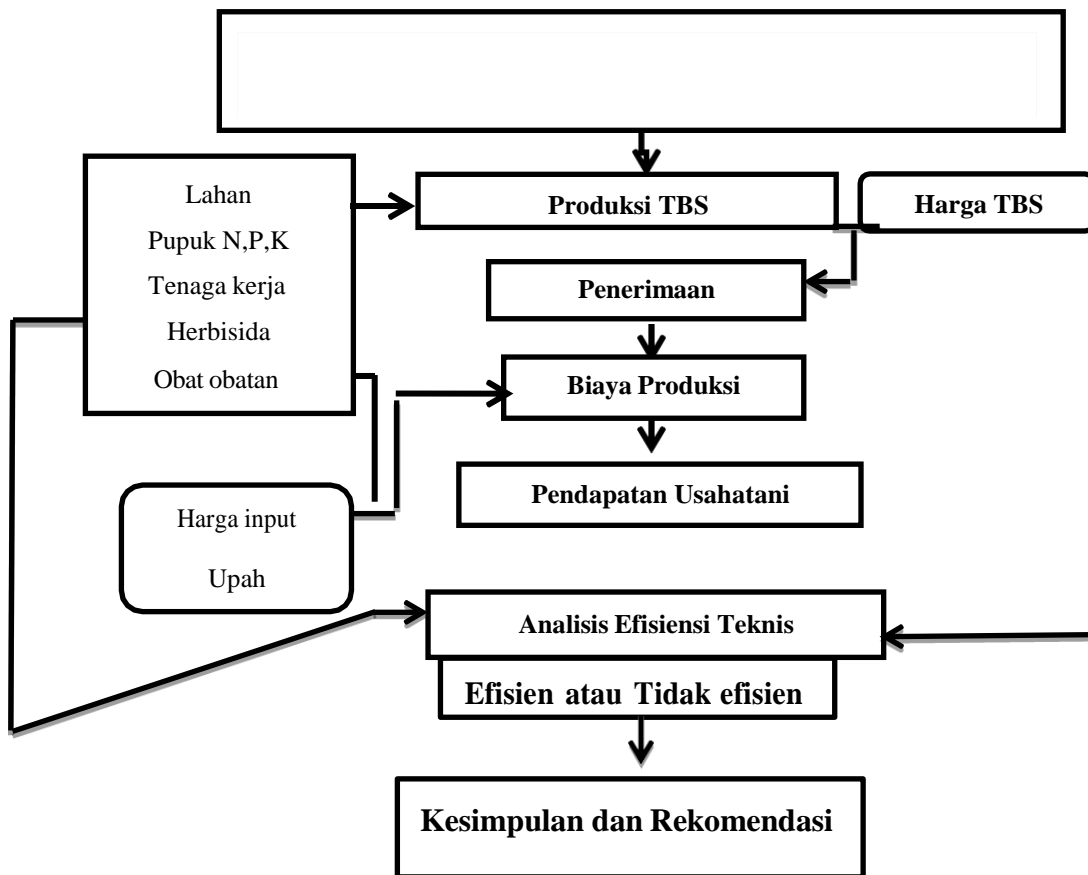 Lahan
Pupuk N,P,K
Tenaga kerja
Herbisida
Obat obatan
Produksi TBS
Harga TBS
Penerimaan
Biaya Produksi
Pendapatan Usahatani
Harga input
Upah
Analisis Efisiensi Teknis
Efisien atau Tidak efisien
Kesimpulan dan Rekomendasi